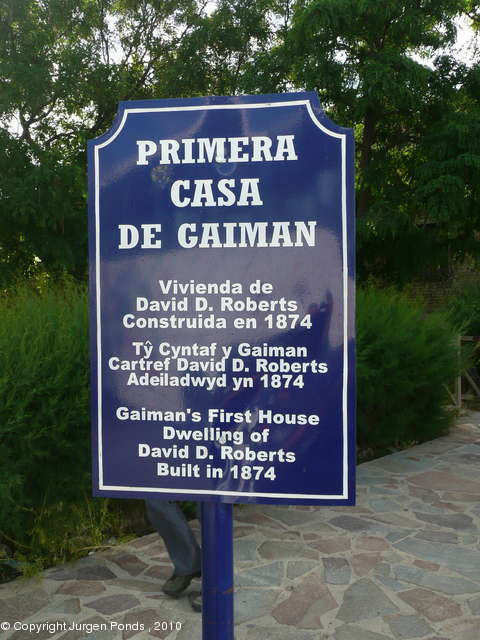 PRIMERA
CASA
DE GAIMAN
Vivienda de
David D. Roberts
Construida en 1874
Tŷ Cyntaf y Gaiman
Cartref David D. Roberts
Adeiladwyd yn 1874
Gaiman's First House
Dwelling of
David D. Roberts
Built in 1874
© Copyright Jurgen Ponds , 2010